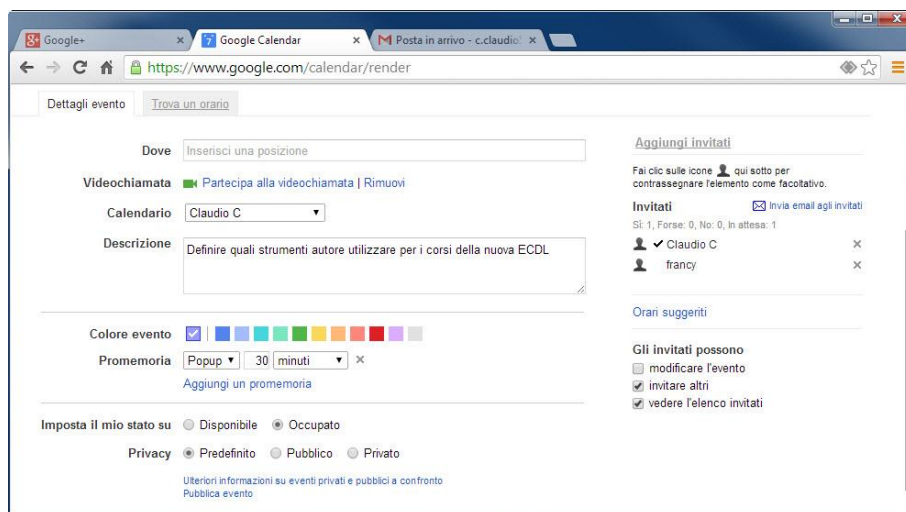 Google+
Google Calendar
Posta in arrivo - c.claudio
https://www.google.com/calendar/render
Dettagli evento
Trova un orario
Dove
Inserisci una posizione
Videochiamata
Partecipa alla videochiamata | Rimuovi
Calendario
Claudio C
Descrizione
Definire quali strumenti autore utilizzare per i corsi della nuova ECDL
Colore evento
Promemoria
Popup
30
minuti
Aggiungi un promemoria
Imposta il mio stato su
Disponibile
Occupato
Privacy
Predefinito
Pubblico
Privato
Ulteriori informazioni su eventi privati e pubblici a confronto
Pubblica evento
Aggiungi invitati
Fai clic sulle icone qui sotto per
contrassegnare l'elemento come facoltativo.
Invitati
Invia email agli invitati
Sì: 1, Forse: 0, No: 0, In attesa: 1
Claudio C
francy
Orari suggeriti
Gli invitati possono
modificare l'evento
invitare altri
vedere l'elenco invitati